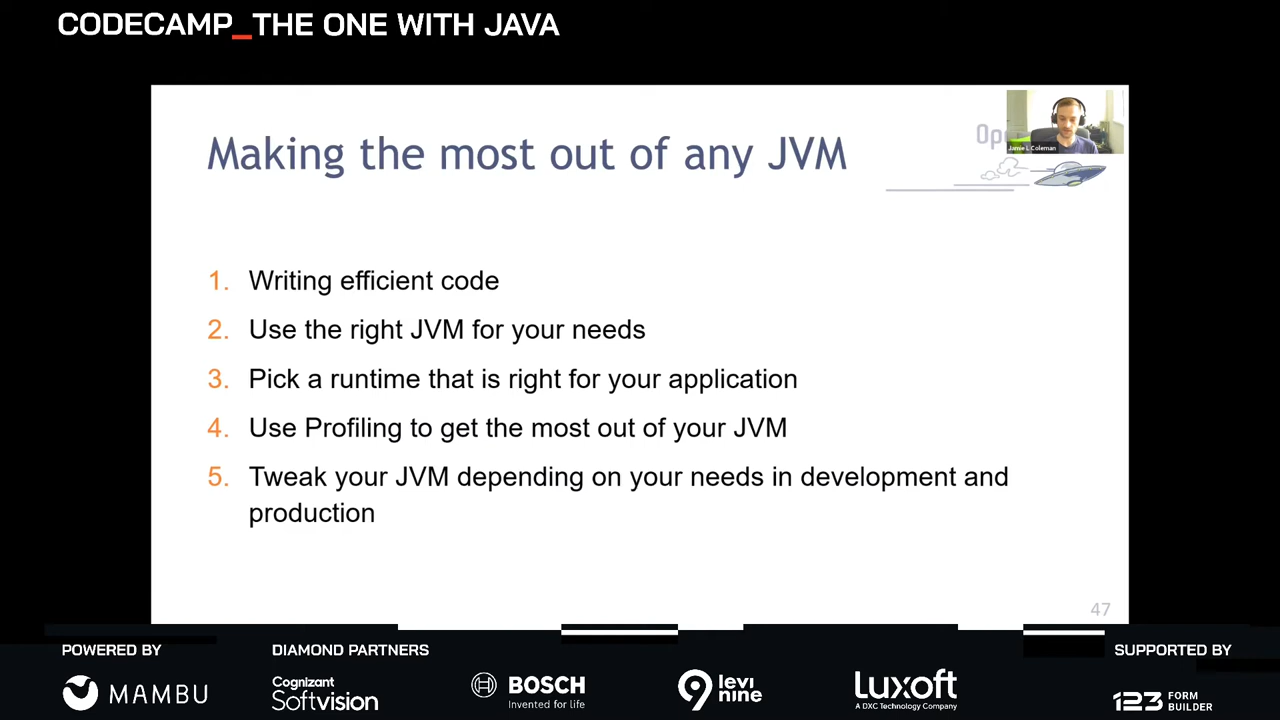 CODECAMP_THE ONE WITH JAVA
Making the most out of any JVM
Op
Jamie L Coleman
1. Writing efficient code
2. Use the right JVM for your needs
3. Pick a runtime that is right for your application
4. Use Profiling to get the most out of your JVM
5. Tweak your JVM depending on your needs in development and
production
47
POWERED BY
MAMBU
DIAMOND PARTNERS
Cognizant
Softvision
BOSCH
Invented for life
9 levi
nine
Luxoft
A DXC Technology Company
SUPPORTED BY
123 FORM
BUILDER